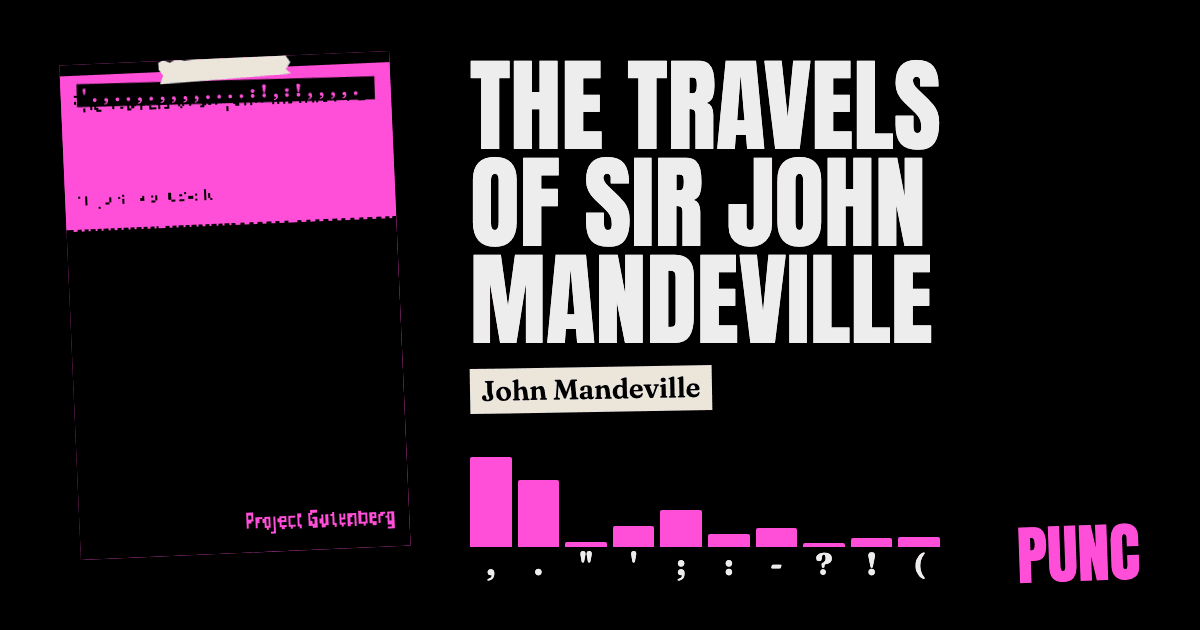 THE TRAVELS
OF SIR JOHN
MANDEVILLE
John Mandeville
, . " ' ; : - ? ! (
Project Gutenberg
PUNC